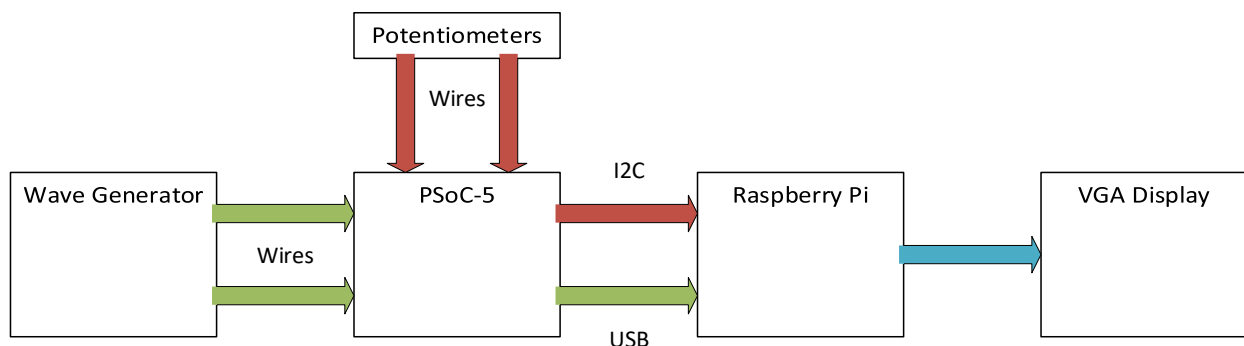 Potentiometers
Wires
I2C
Wave Generator
PSoC-5
Raspberry Pi
VGA Display
Wires
USB